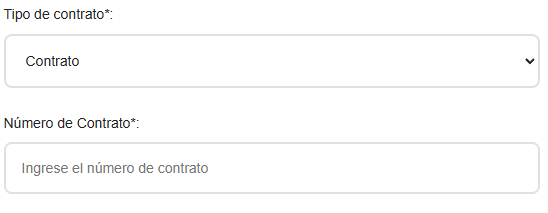 Tipo de contrato*:
Contrato
Número de Contrato*:
Ingrese el número de contrato